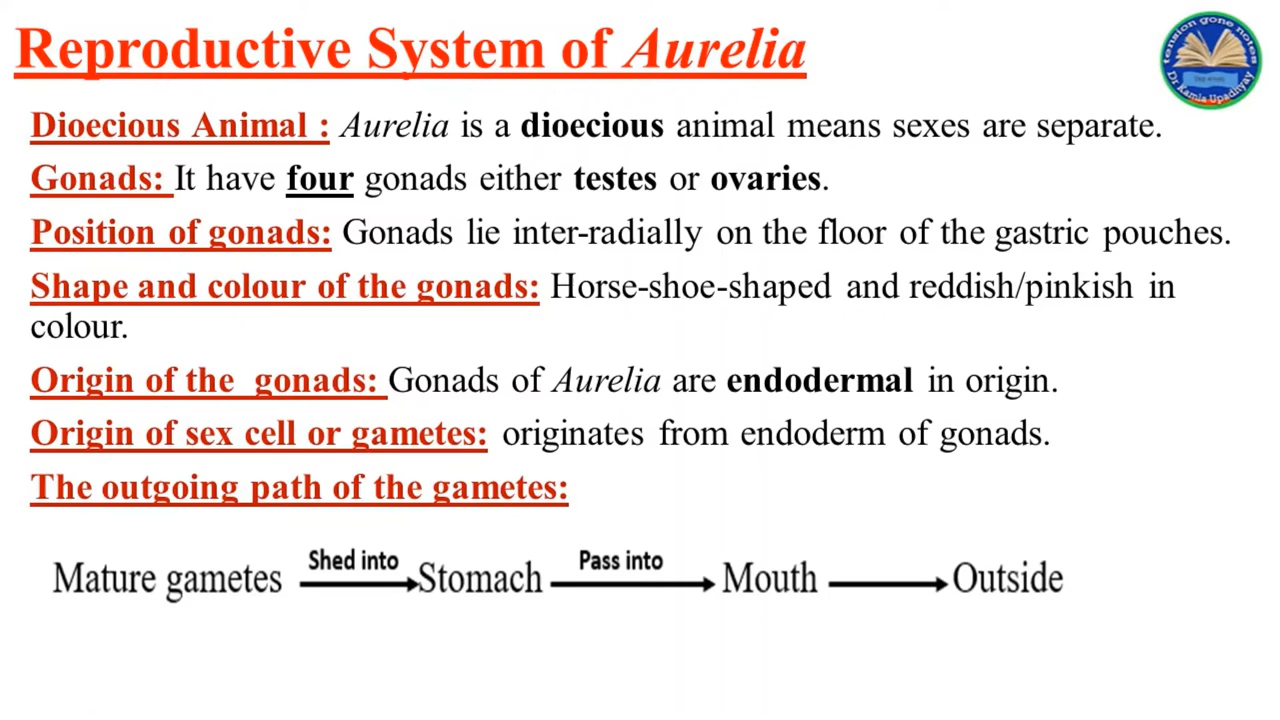 Reproductive System of Aurelia
tension gone notes
Dr Kamla Upadhyay
Dioecious Animal : Aurelia is a dioecious animal means sexes are separate.
Gonads: It have four gonads either testes or ovaries.
Position of gonads: Gonads lie inter-radially on the floor of the gastric pouches.
Shape and colour of the gonads: Horse-shoe-shaped and reddish/pinkish in
colour.
Origin of the gonads: Gonads of Aurelia are endodermal in origin.
Origin of sex cell or gametes: originates from endoderm of gonads.
The outgoing path of the gametes:
Mature gametes Shed into Stomach Pass into Mouth Outside